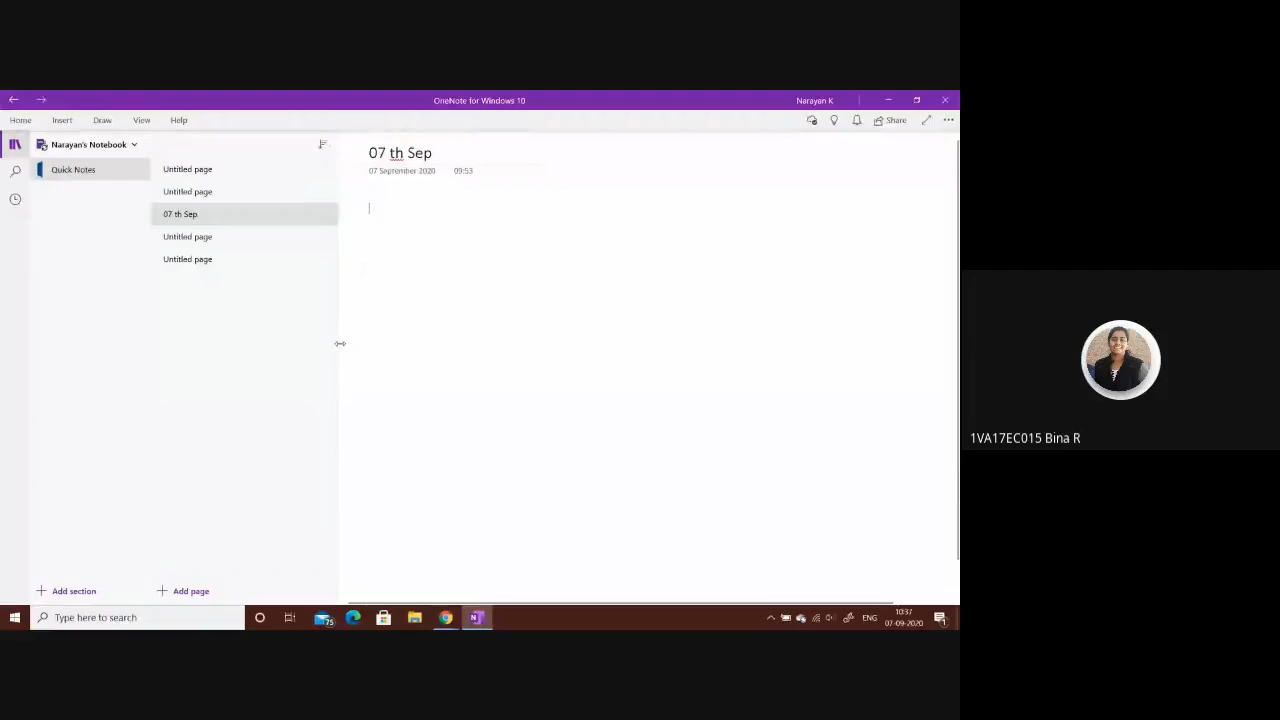 OneNote for Windows 10
Narayan K
Home Insert Draw View Help
Share
Narayan's Notebook
Quick Notes
Untitled page
Untitled page
07 th Sep
Untitled page
Untitled page
07 th Sep
07 September 2020 09:53
Add section
Add page
1VA17EC015 Bina R
Type here to search
75
ENG
10:37
07-09-2020
1